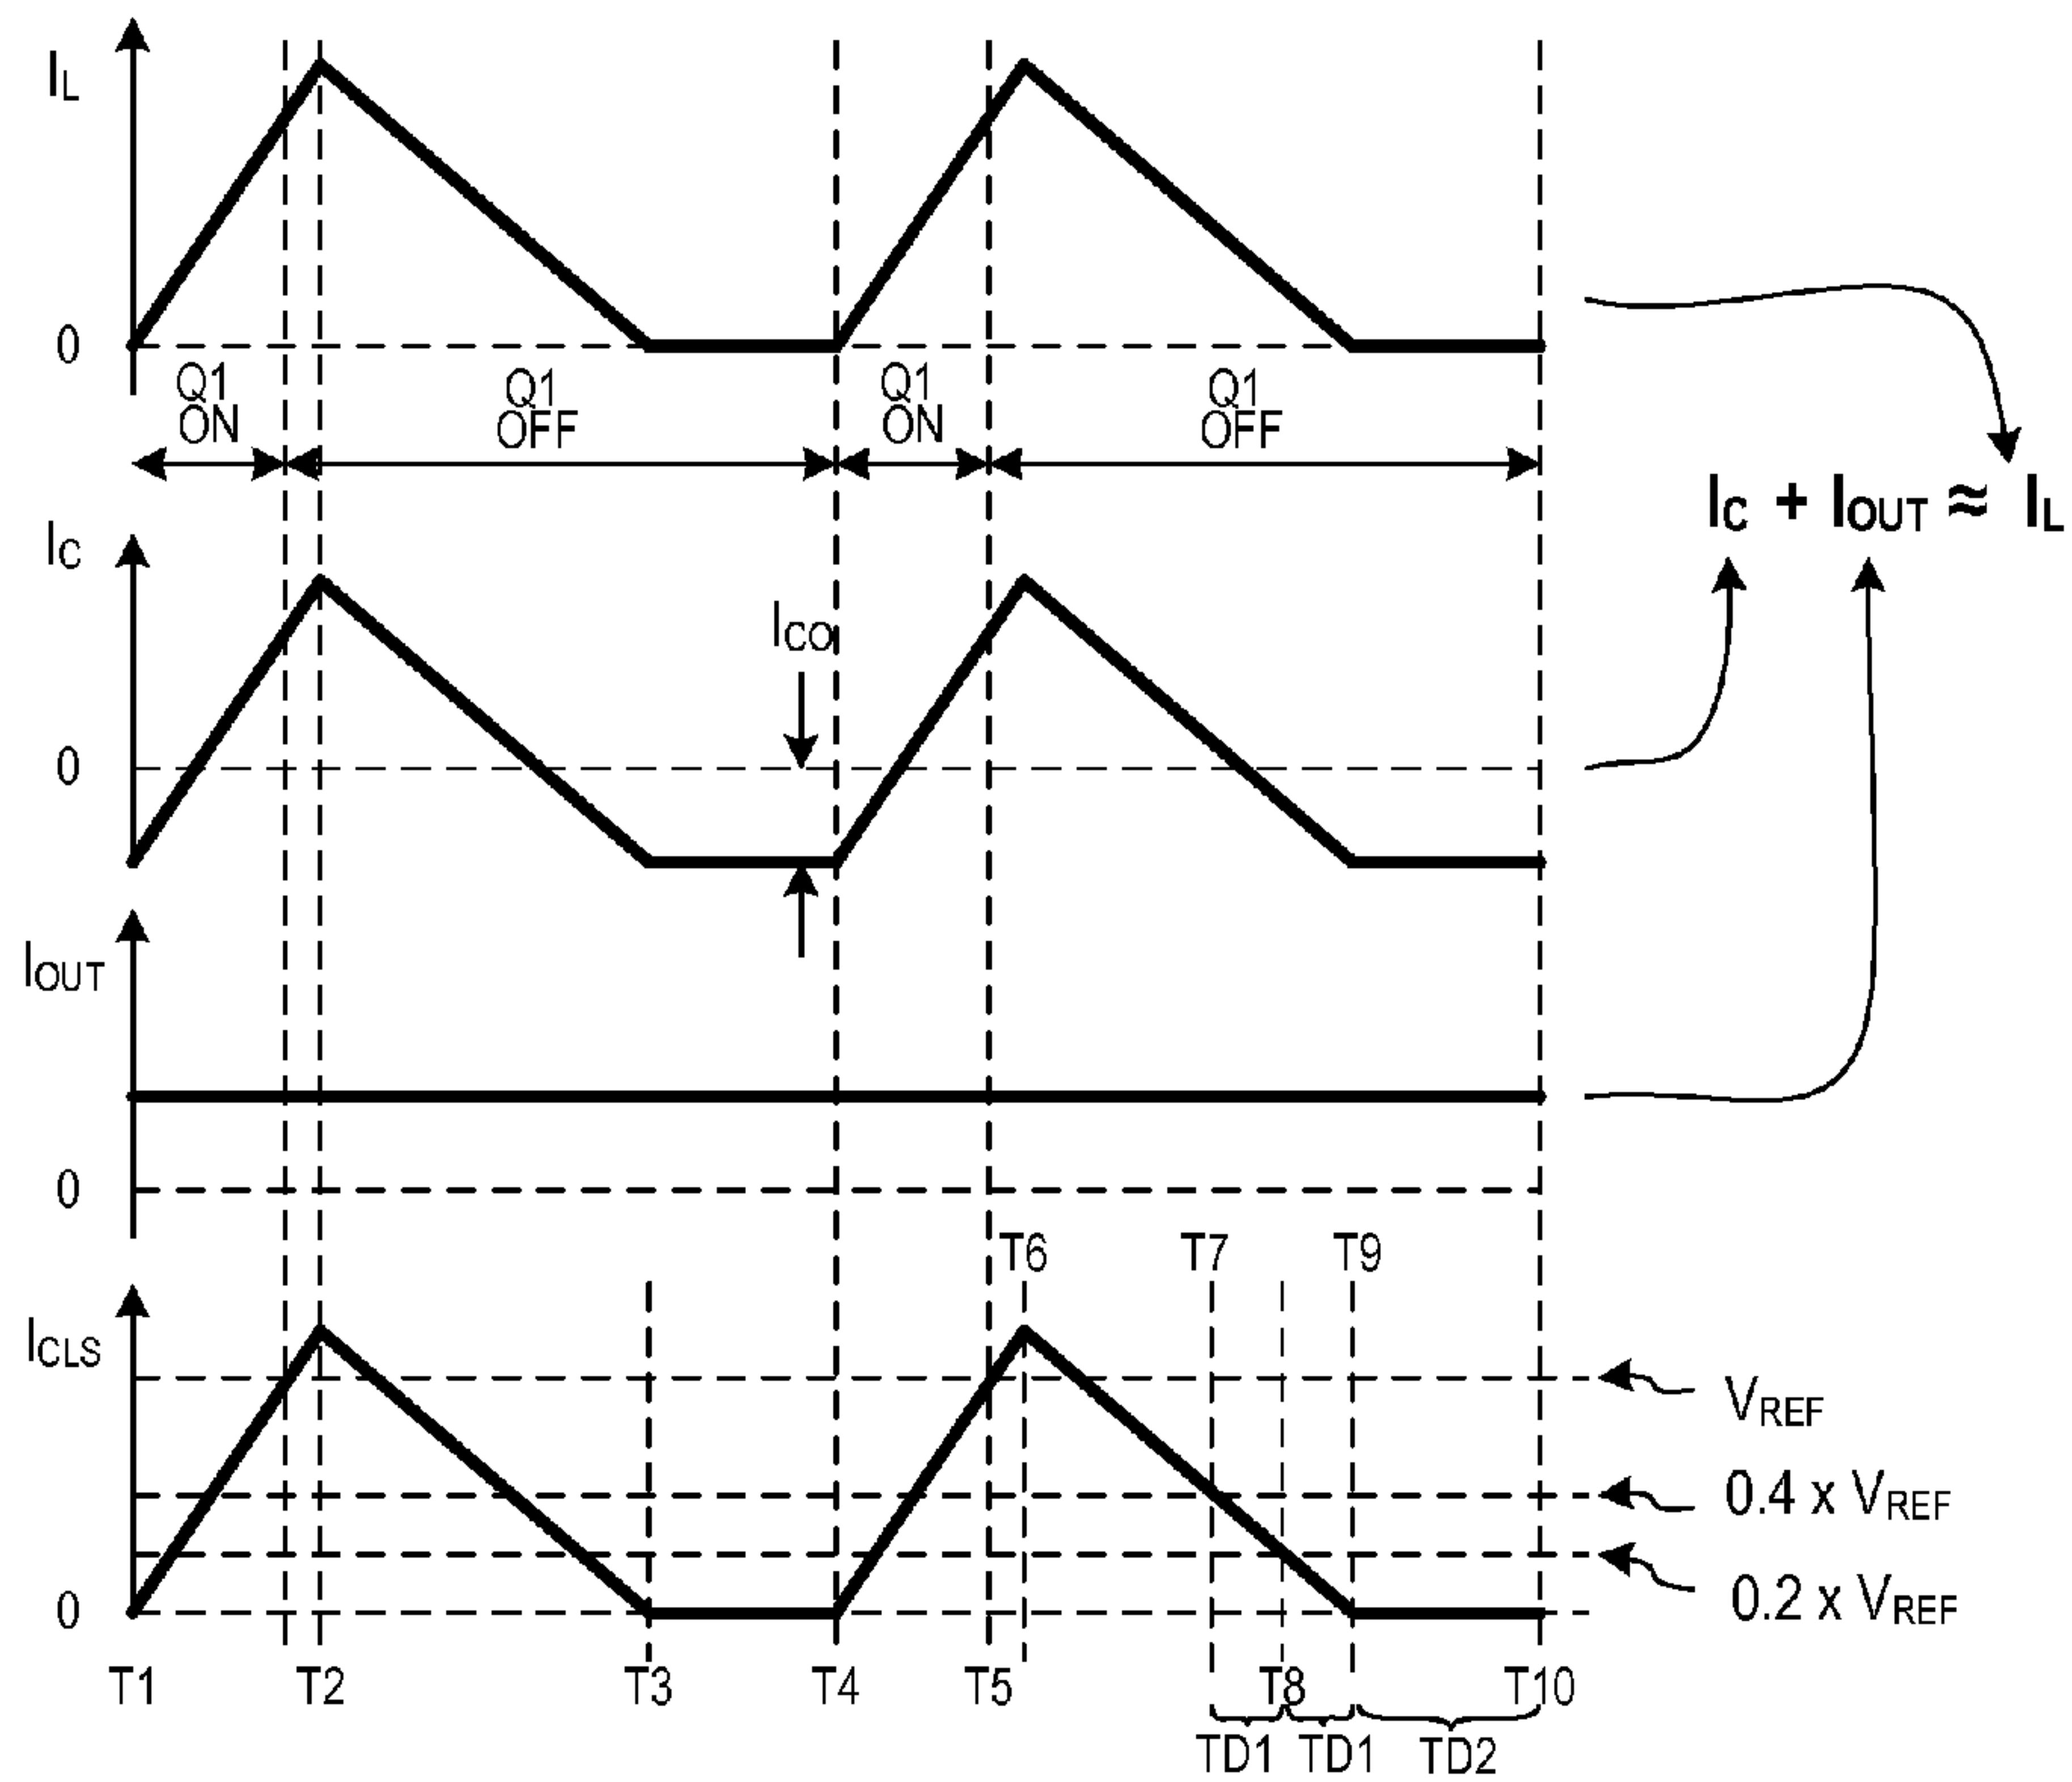 IL
0
Q1
ON
Q1
OFF
Q1
ON
Q1
OFF
IC + IOUT ≈ IL
IC
ICO
0
IOUT
0
T6 T7 T9
ICLS
VREF
0.4 x VREF
0.2 x VREF
0
T1 T2 T3 T4 T5 T8 T10
TD1 TD1 TD2